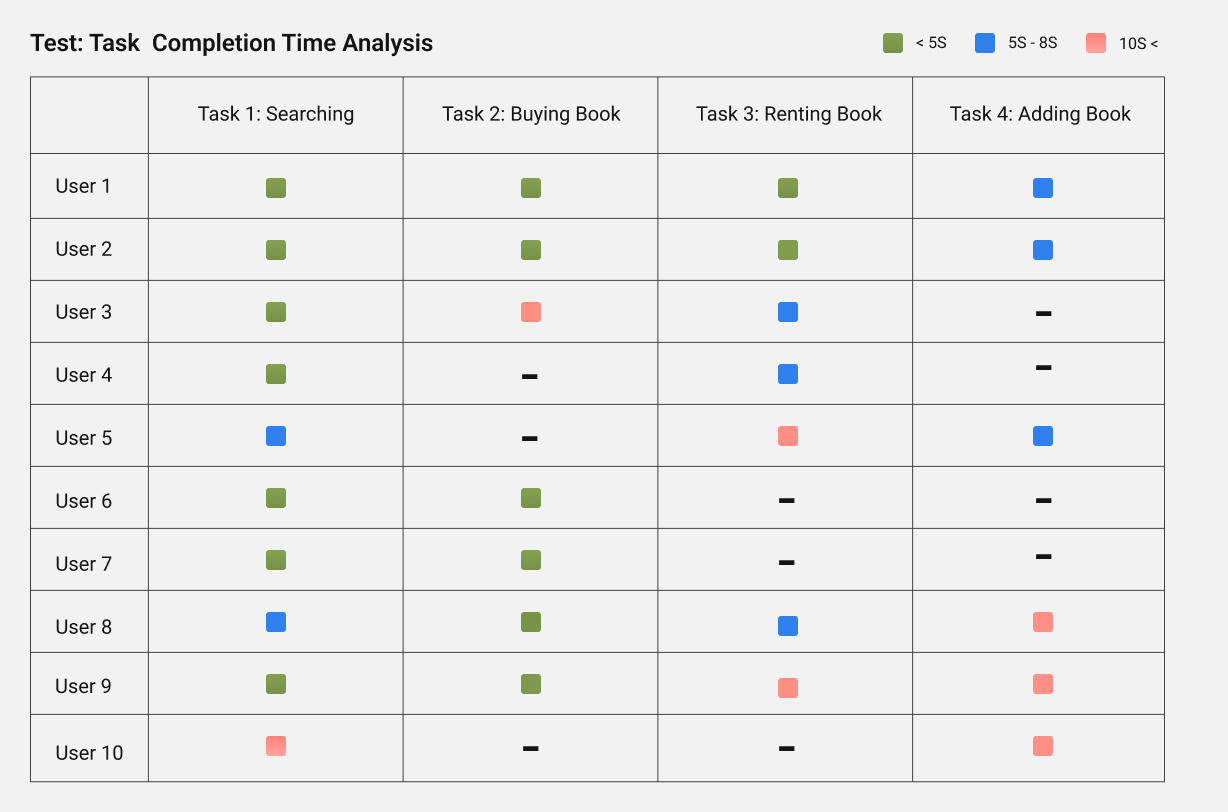 Test: Task  Completion Time Analysis
< 5S
5S - 8S
10S <
Task 1: Searching
Task 2: Buying Book
Task 3: Renting Book
Task 4: Adding Book
User 1
User 2
User 3
-
User 4
-
-
User 5
-
User 6
-
-
User 7
-
-
User 8
User 9
User 10
-
-